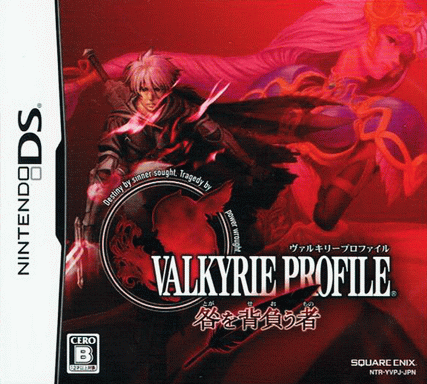 NINTENDO DS
Destiny by sinner sought. Tragedy by power wrought
ヴァルキリープロファイル
VALKYRIE PROFILE®
とが せお もの
咎を背負う者
CERO
B
SQUARE ENIX
NTR-YVPJ-JPN